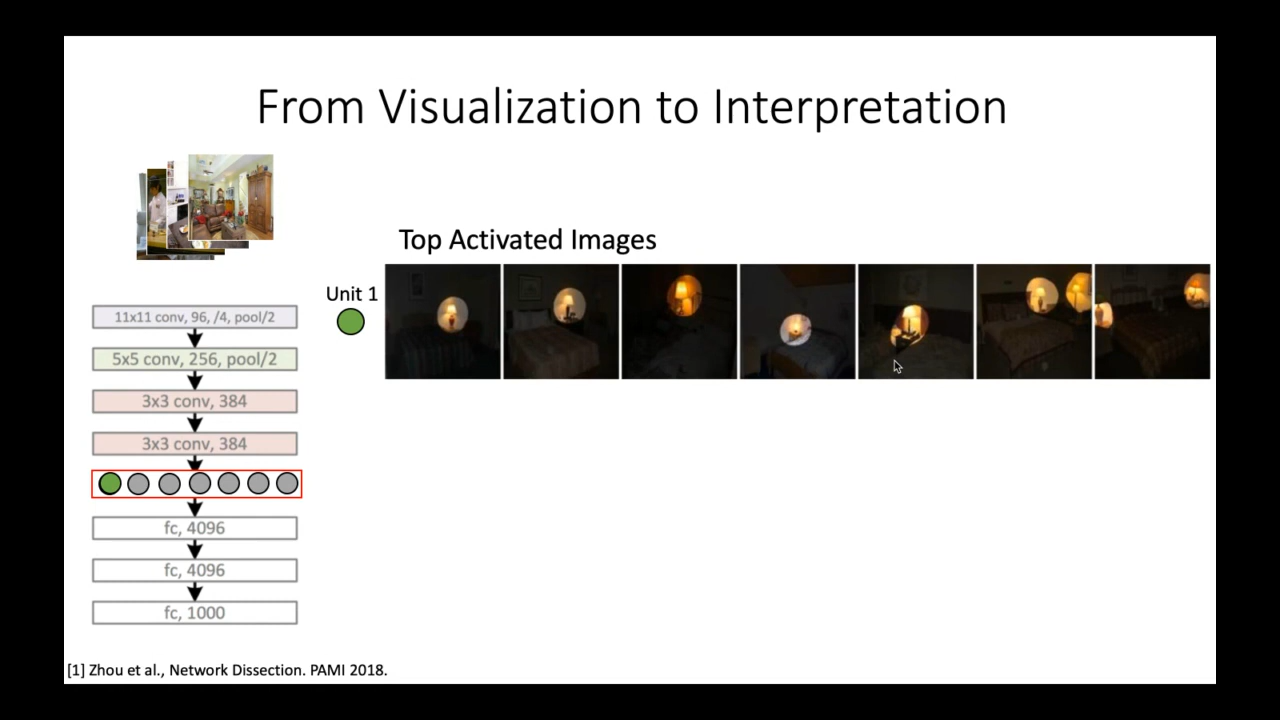 From Visualization to Interpretation
Top Activated Images
Unit 1
11x11 conv, 96, /4, pool/2
5x5 conv, 256, pool/2
3x3 conv, 384
3x3 conv, 384
fc, 4096
fc, 4096
fc, 1000
[1] Zhou et al., Network Dissection. PAMI 2018.